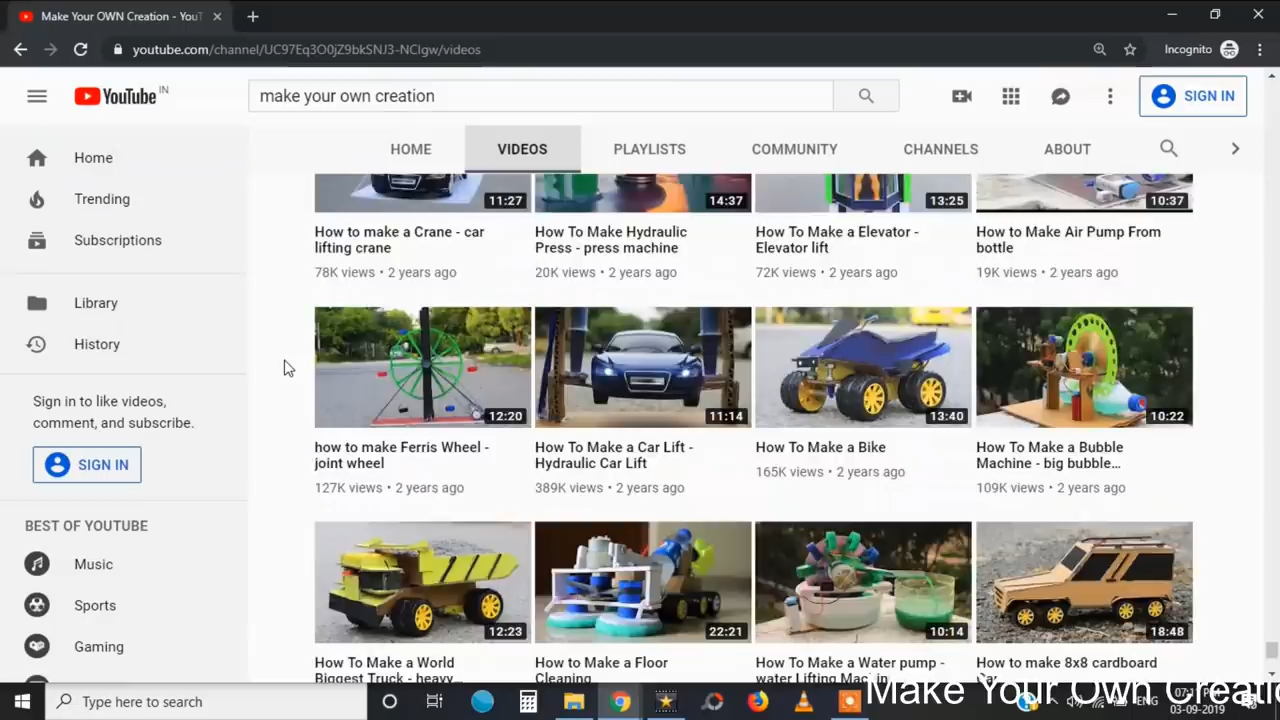 Make Your OWN Creation - YouT
youtube.com/channel/UC97Eq3O0jZ9bkSNJ3-NCIgw/videos
Incognito
YouTube IN
make your own creation
SIGN IN
HOME
VIDEOS
PLAYLISTS
COMMUNITY
CHANNELS
ABOUT
Home
Trending
Subscriptions
Library
History
Sign in to like videos,
comment, and subscribe.
SIGN IN
BEST OF YOUTUBE
Music
Sports
Gaming
11:27
How to make a Crane - car
lifting crane
78K views • 2 years ago
14:37
How To Make Hydraulic
Press - press machine
20K views • 2 years ago
13:25
How To Make a Elevator -
Elevator lift
72K views • 2 years ago
10:37
How to Make Air Pump From
bottle
19K views • 2 years ago
12:20
how to make Ferris Wheel -
joint wheel
127K views • 2 years ago
11:14
How To Make a Car Lift -
Hydraulic Car Lift
389K views • 2 years ago
13:40
How To Make a Bike
165K views • 2 years ago
10:22
How To Make a Bubble
Machine - big bubble...
109K views • 2 years ago
12:23
How To Make a World
Biggest Truck - heavy
22:21
How to Make a Floor
Cleaning
10:14
How To Make a Water pump -
water Lifting
18:48
How to make 8x8 cardboard
Type here to search
Make Your Own Creatio
ENG
03-09-2019